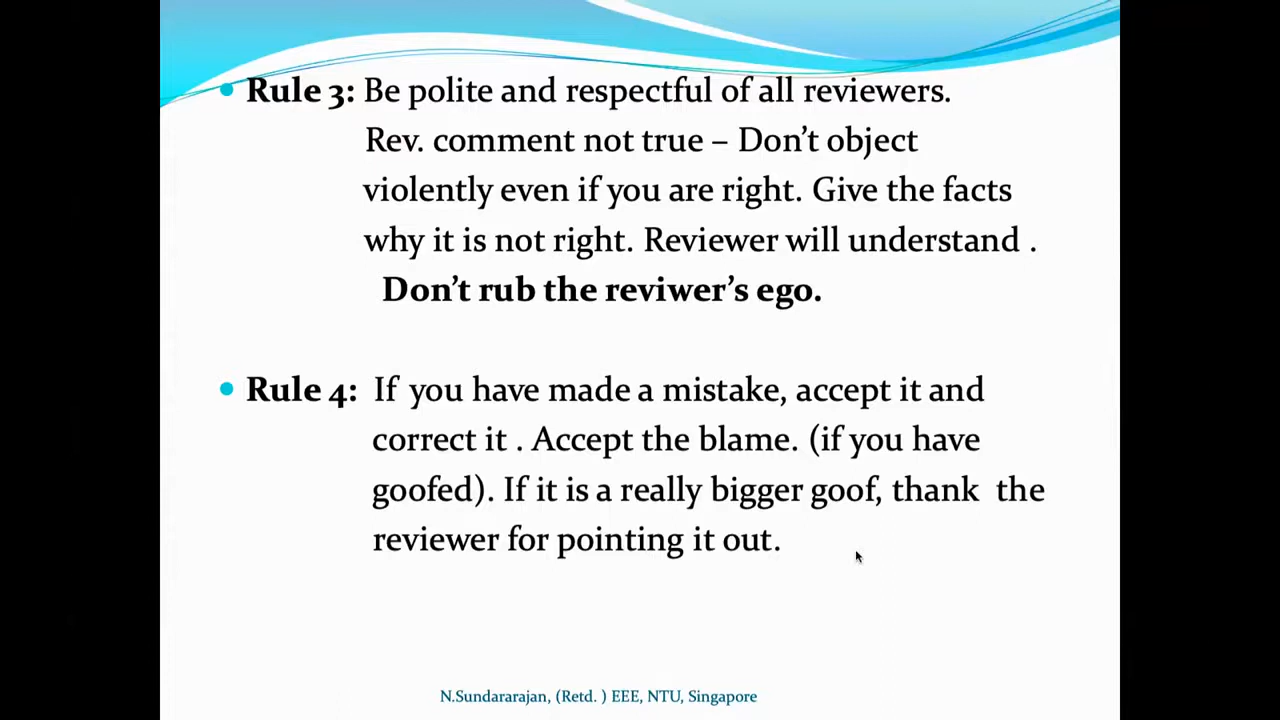 • Rule 3: Be polite and respectful of all reviewers.
Rev. comment not true – Don’t object
violently even if you are right. Give the facts
why it is not right. Reviewer will understand .
Don’t rub the reviwer’s ego.
• Rule 4: If you have made a mistake, accept it and
correct it . Accept the blame. (if you have
goofed). If it is a really bigger goof, thank the
reviewer for pointing it out.
N.Sundararajan, (Retd. ) EEE, NTU, Singapore